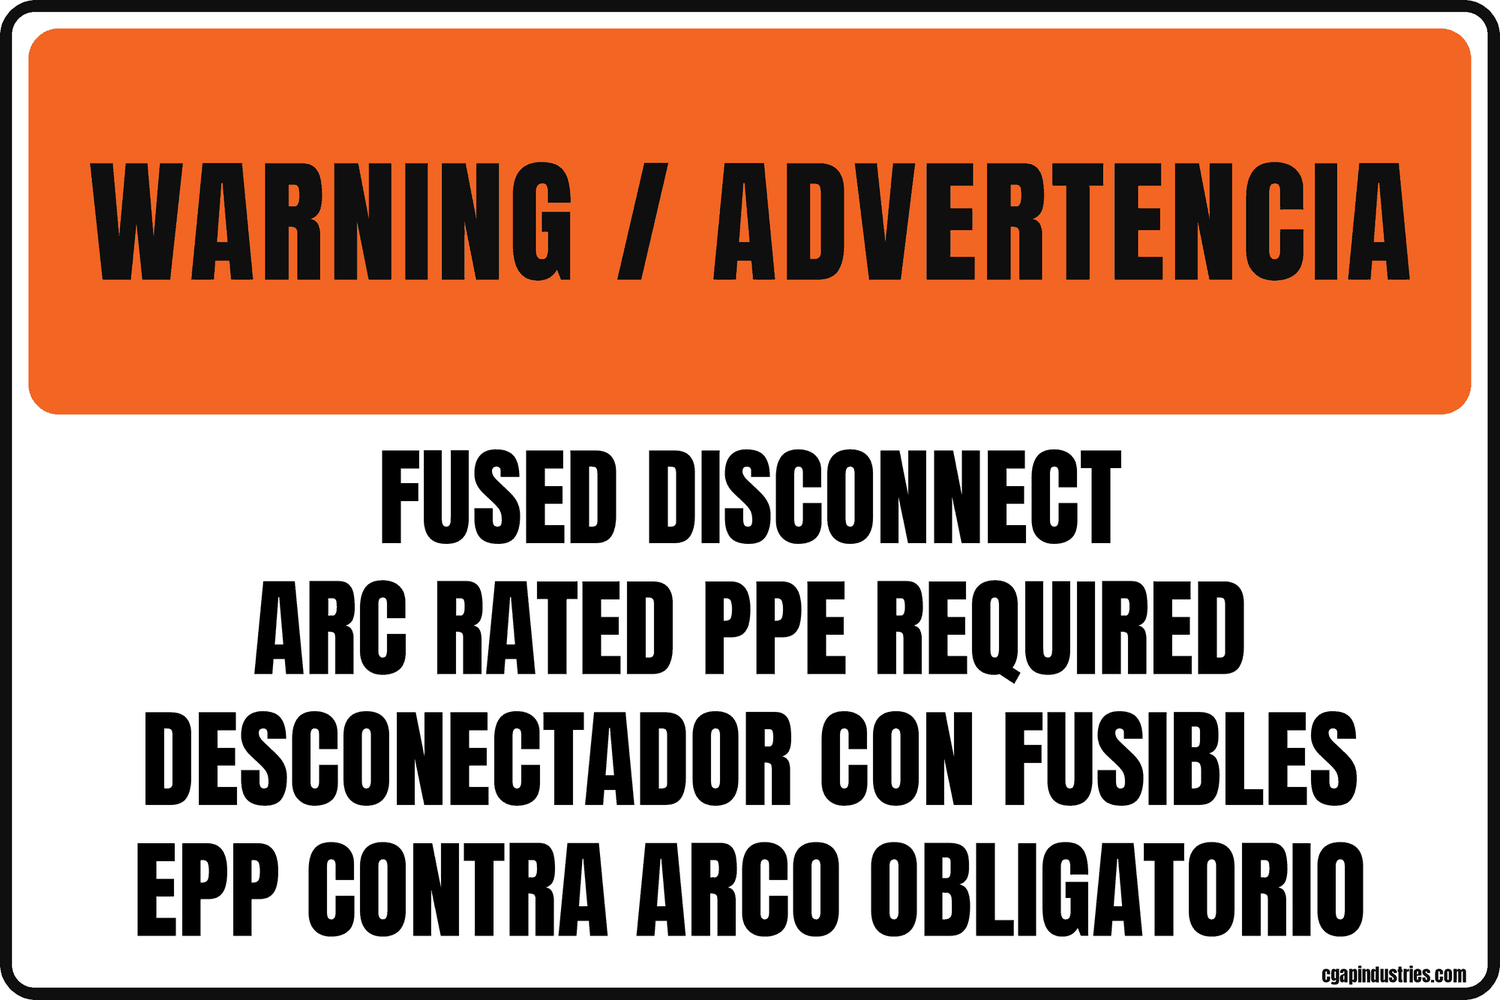 WARNING / ADVERTENCIA
FUSED DISCONNECT
ARC RATED PPE REQUIRED
DESCONECTADOR CON FUSIBLES
EPP CONTRA ARCO OBLIGATORIO
cgapindustries.com